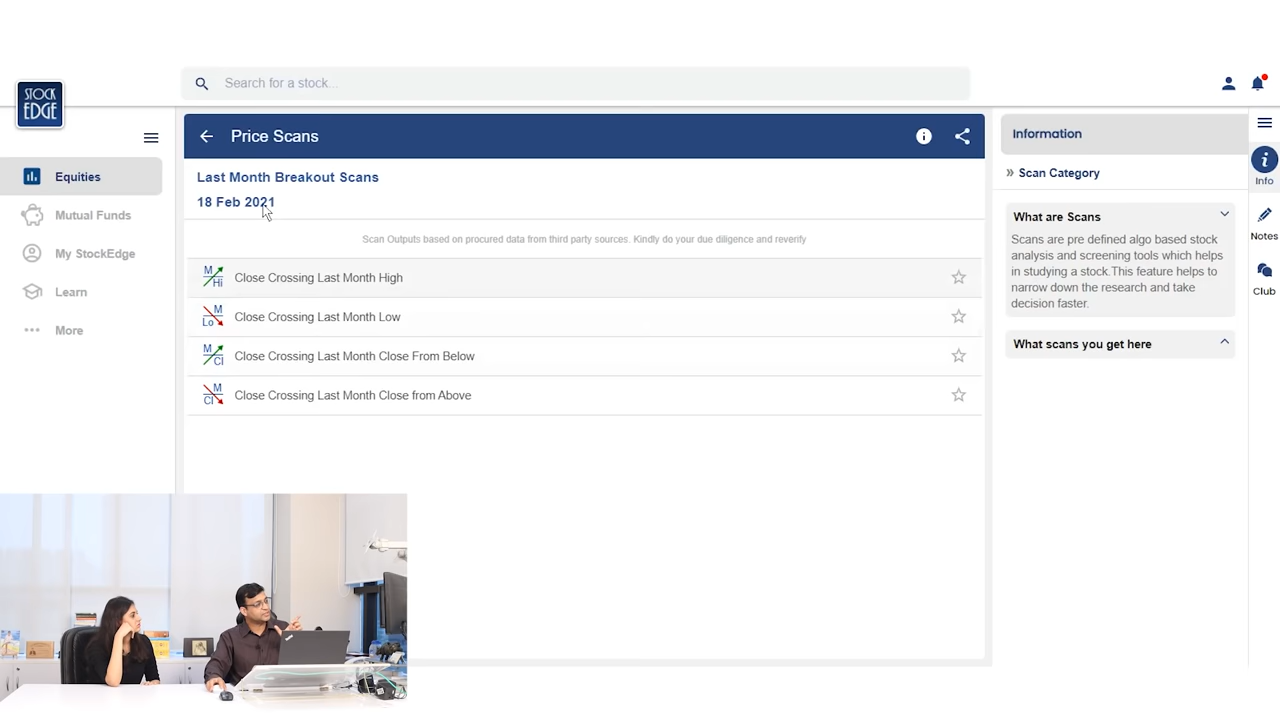 STOCK
EDGE
Search for a stock...
Equities
Mutual Funds
My StockEdge
Learn
More
Price Scans
Last Month Breakout Scans
18 Feb 2021
Scan Outputs based on procured data from third party sources. Kindly do your due diligence and reverify
M
Hi
Close Crossing Last Month High
M
Lo
Close Crossing Last Month Low
M
Cl
Close Crossing Last Month Close From Below
M
Cl
Close Crossing Last Month Close from Above
Information
» Scan Category
What are Scans
Scans are pre defined algo based stock
analysis and screening tools which helps
in studying a stock.This feature helps to
narrow down the research and take
decision faster.
What scans you get here
Info
Notes
Club